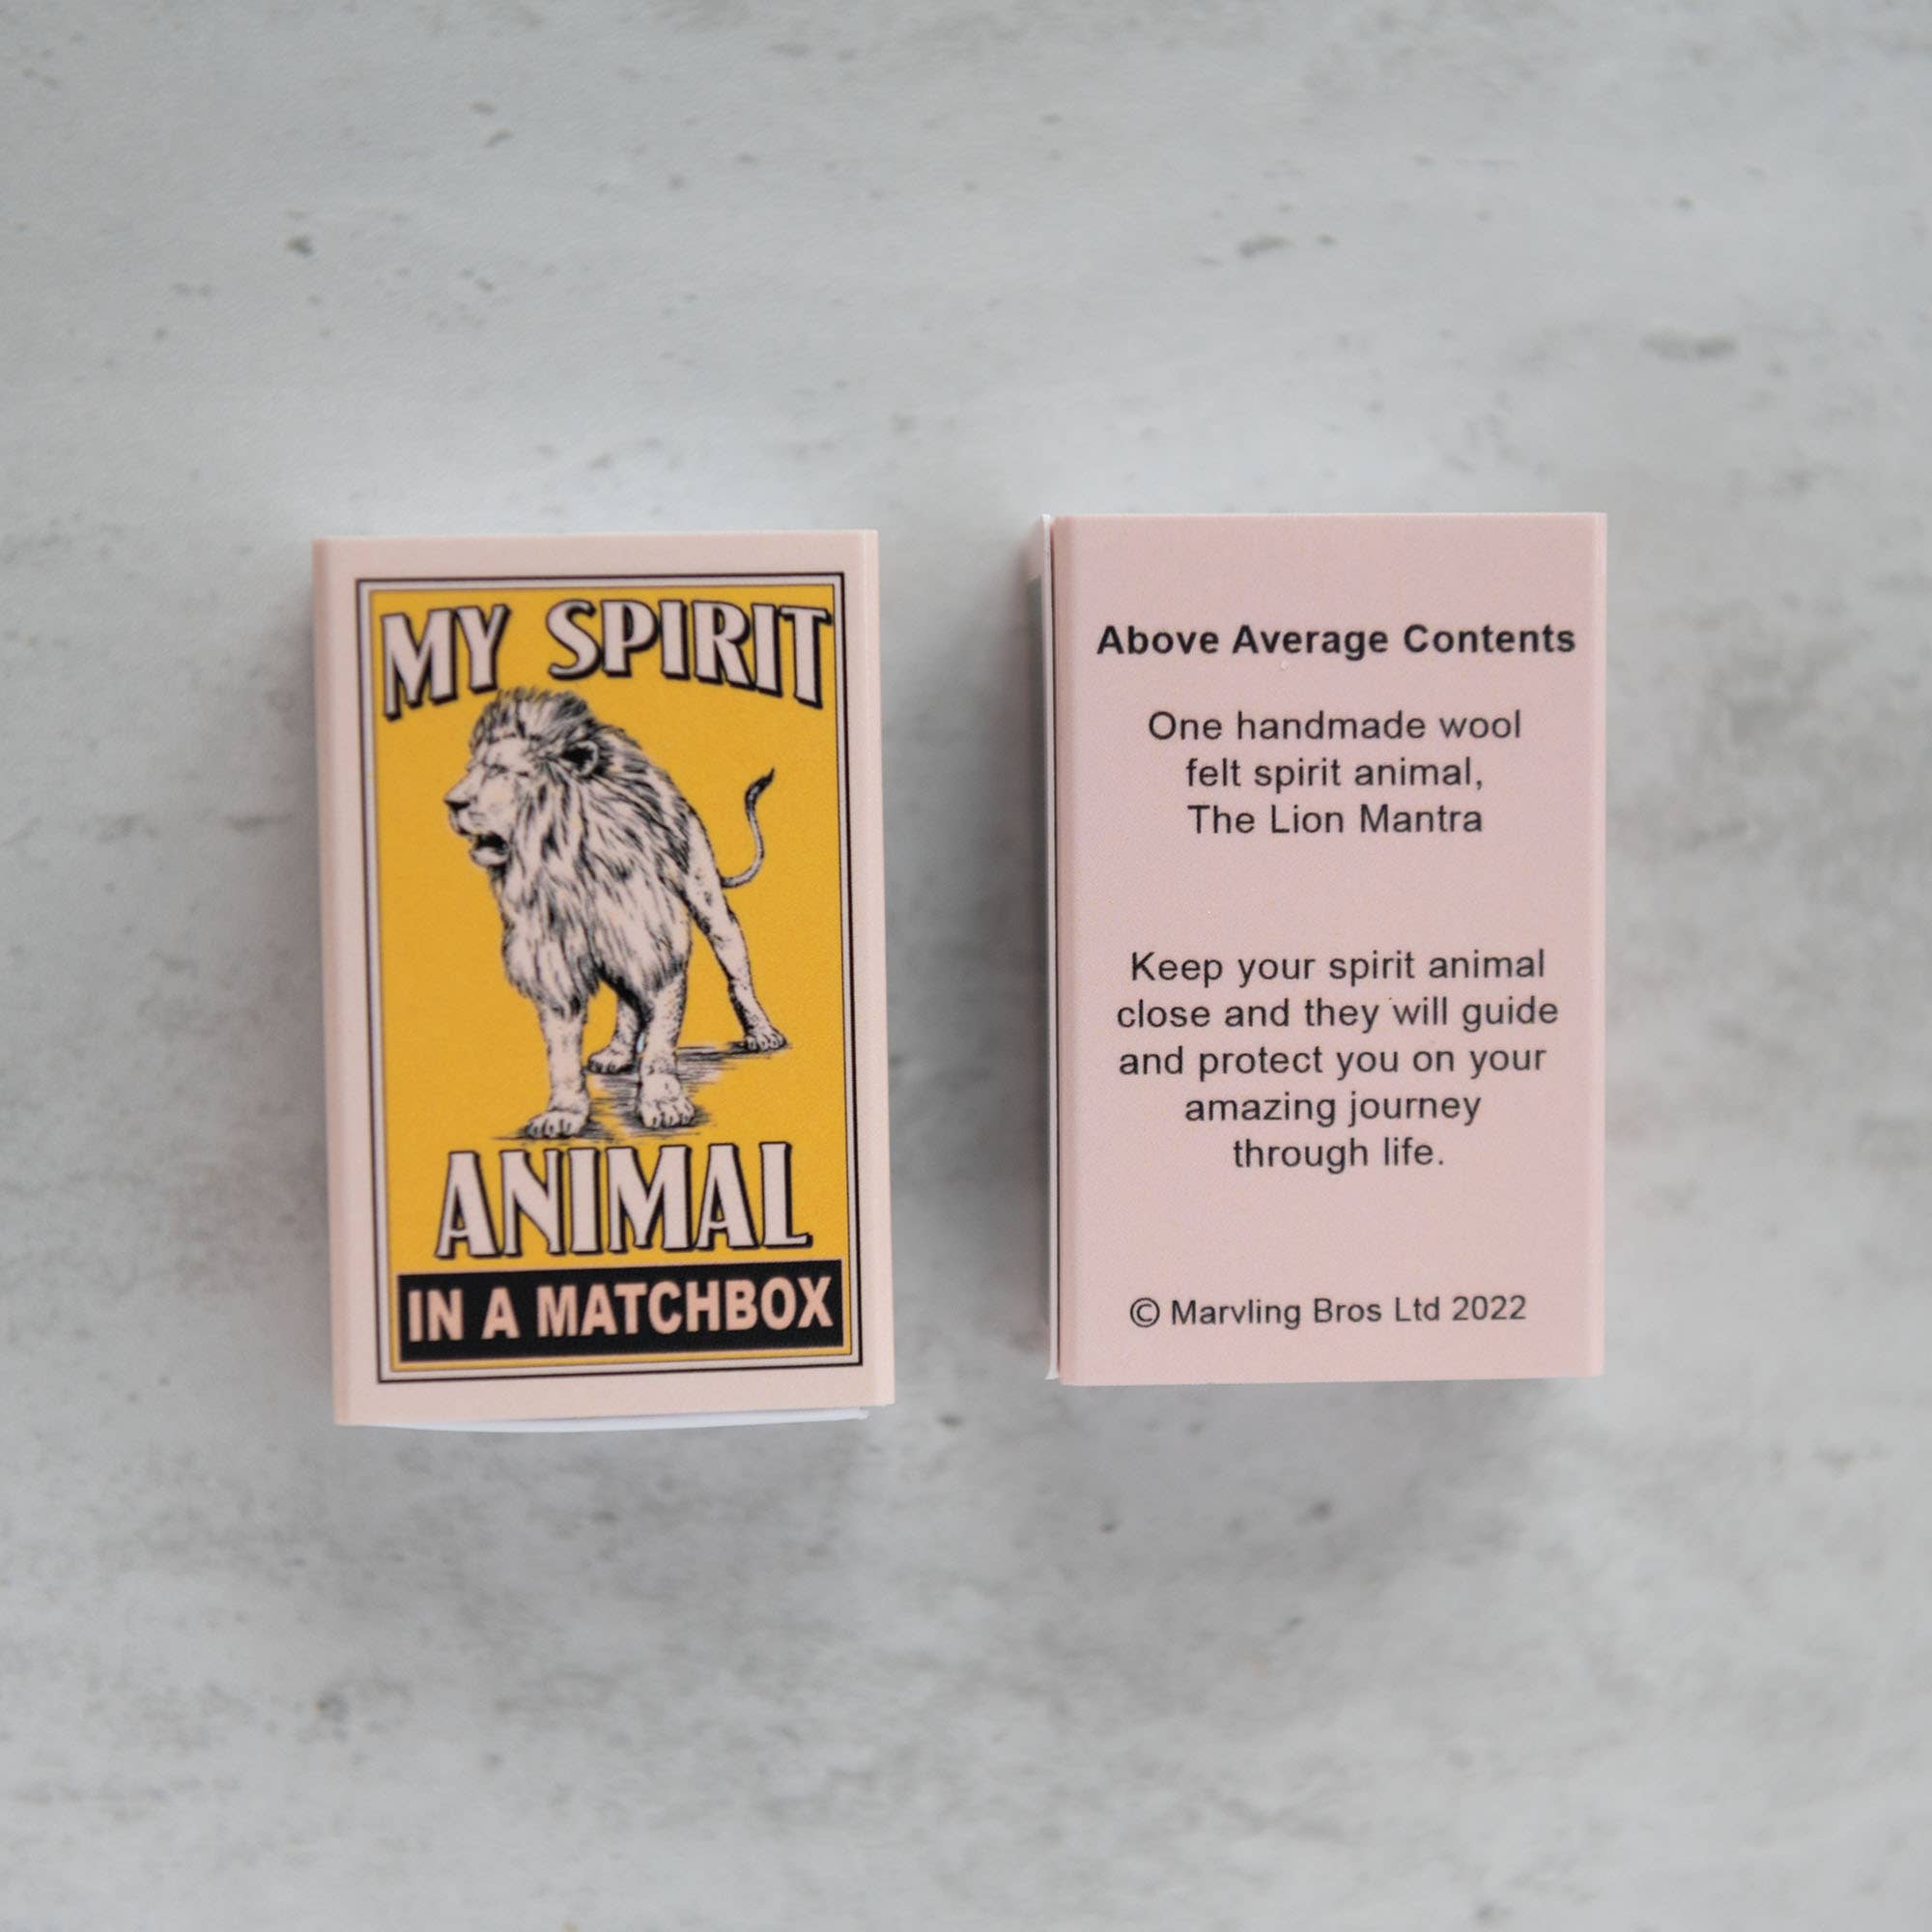 MY SPIRIT
ANIMAL
IN A MATCHBOX
Above Average Contents
One handmade wool
felt spirit animal,
The Lion Mantra
Keep your spirit animal
close and they will guide
and protect you on your
amazing journey
through life.
© Marvling Bros Ltd 2022